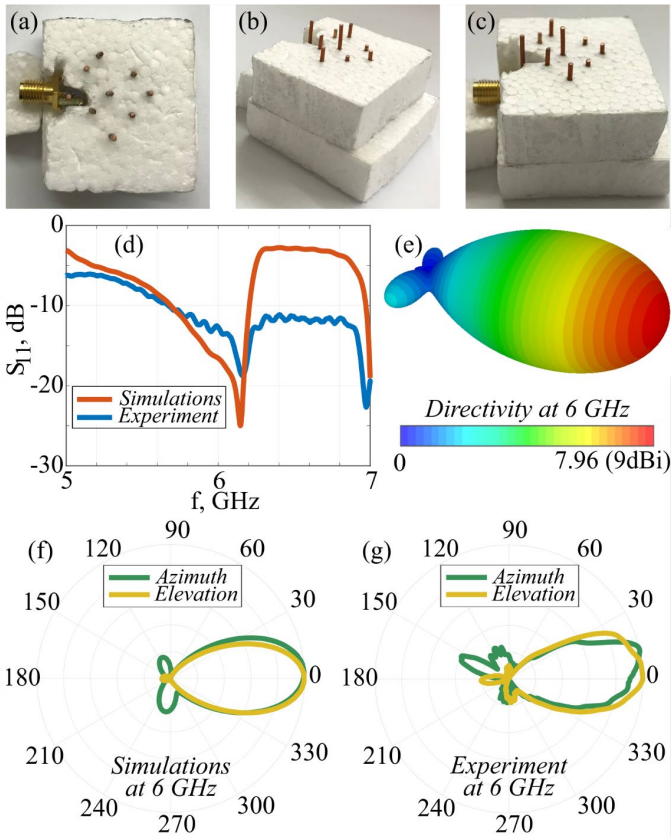 (a)
(b)
(c)
(d)
0
-10
-20
-30
S11, dB
Simulations
Experiment
5
6
7
f, GHz
(e)
Directivity at 6 GHz
0
7.96 (9dBi)
(f)
90
120
60
150
30
180
0
210
330
240
300
270
Azimuth
Elevation
Simulations
at 6 GHz
(g)
90
120
60
150
30
180
0
210
330
240
300
270
Azimuth
Elevation
Experiment
at 6 GHz